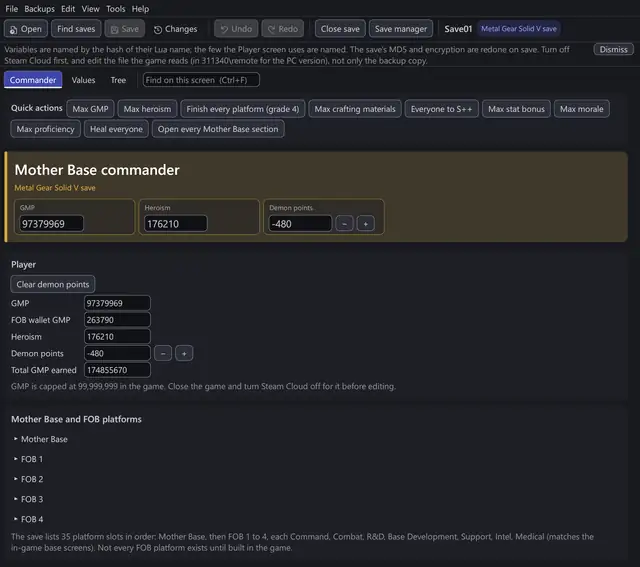 File Backups Edit View Tools Help
Open Find saves Save Changes Undo Redo Close save Save manager Save01 Metal Gear Solid V save
Variables are named by the hash of their Lua name; the few the Player screen uses are named. The save's MD5 and encryption are redone on save. Turn off
Steam Cloud first, and edit the file the game reads (in 311340\remote for the PC version), not only the backup copy.
Dismiss
Commander Values Tree Find on this screen (Ctrl+F)
Quick actions Max GMP Max heroism Finish every platform (grade 4) Max crafting materials Everyone to S++ Max stat bonus Max morale
Max proficiency Heal everyone Open every Mother Base section
Mother Base commander
Metal Gear Solid V save
GMP Heroism Demon points
97379969 176210 -480 − +
Player
Clear demon points
GMP 97379969
FOB wallet GMP 263790
Heroism 176210
Demon points -480 − +
Total GMP earned 174855670
GMP is capped at 99,999,999 in the game. Close the game and turn Steam Cloud off for it before editing.
Mother Base and FOB platforms
Mother Base
FOB 1
FOB 2
FOB 3
FOB 4
The save lists 35 platform slots in order: Mother Base, then FOB 1 to 4, each Command, Combat, R&D, Base Development, Support, Intel, Medical (matches the
in-game base screens). Not every FOB platform exists until built in the game.